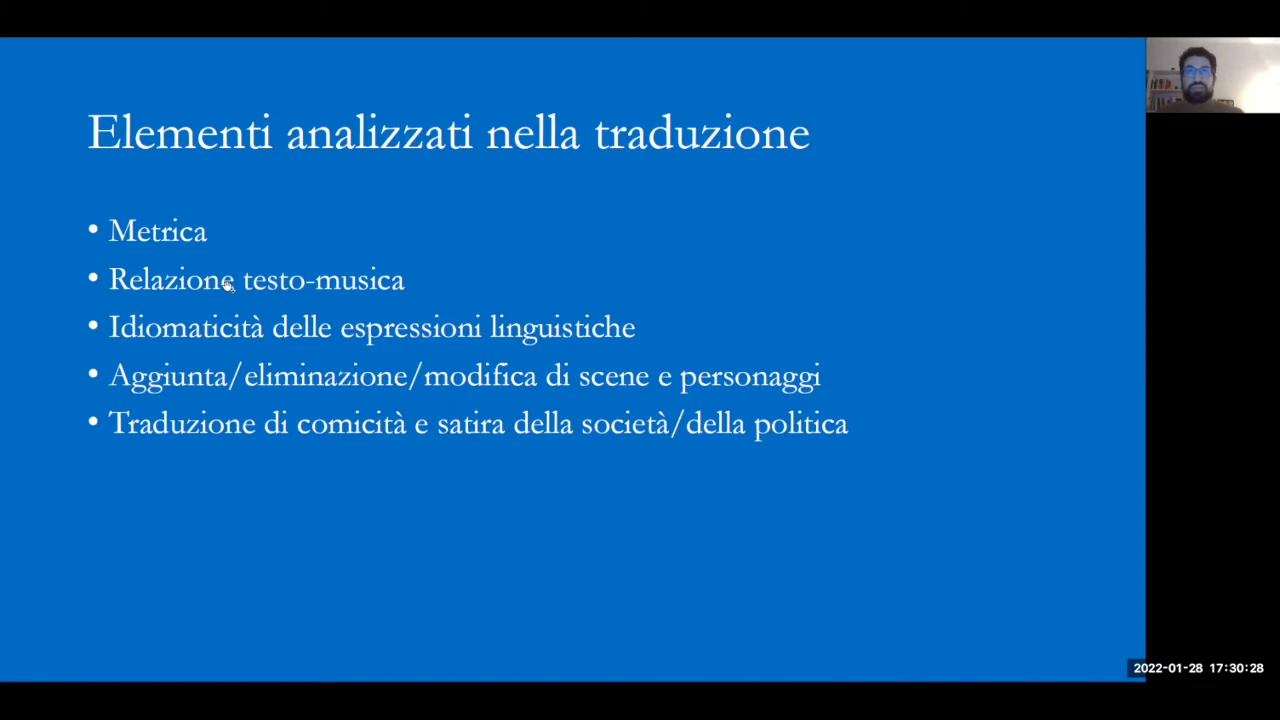 Elementi analizzati nella traduzione
• Metrica
• Relazione testo-musica
• Idiomaticità delle espressioni linguistiche
• Aggiunta/eliminazione/modifica di scene e personaggi
• Traduzione di comicità e satira della società/della politica
2022-01-28 17:30:28